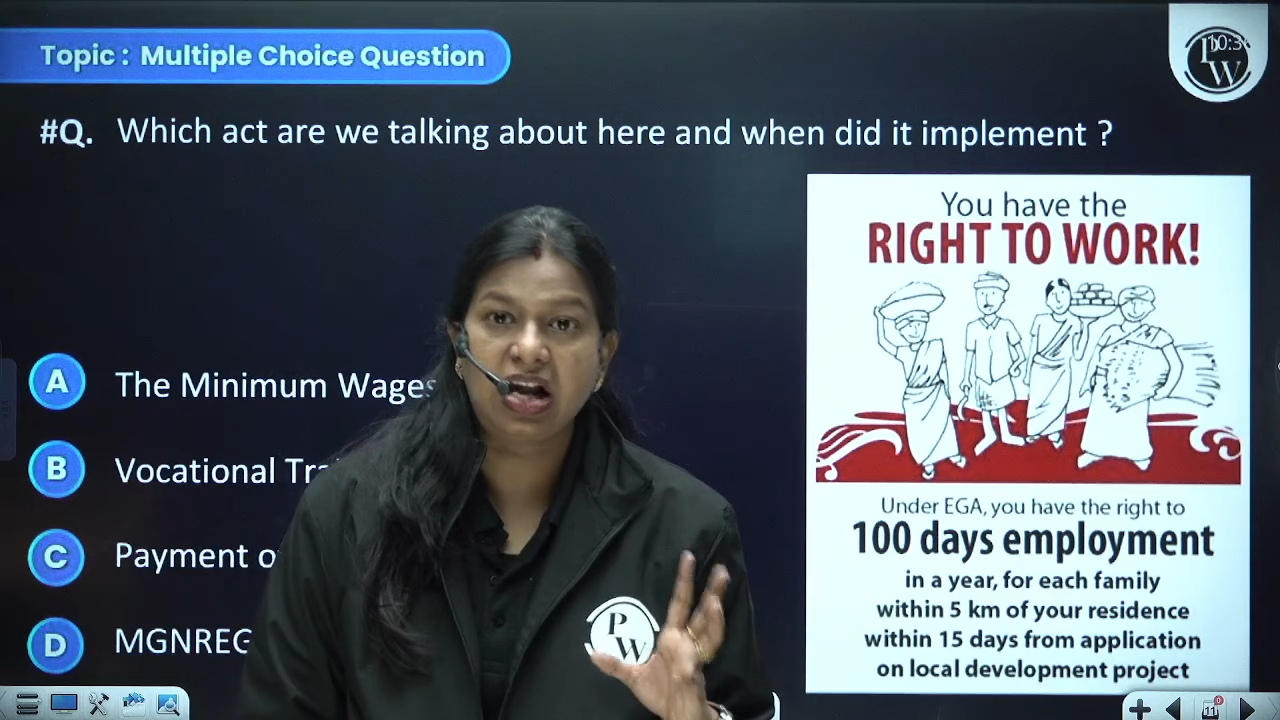 Topic : Multiple Choice Question
PW
#Q. Which act are we talking about here and when did it implement ?
You have the
RIGHT TO WORK!
A The Minimum Wages
B Vocational
C Payment
D
Under EGA, you have the right to
100 days employment
in a year, for each family
within 5 km of your residence
within 15 days from application
on local development project
PW
11